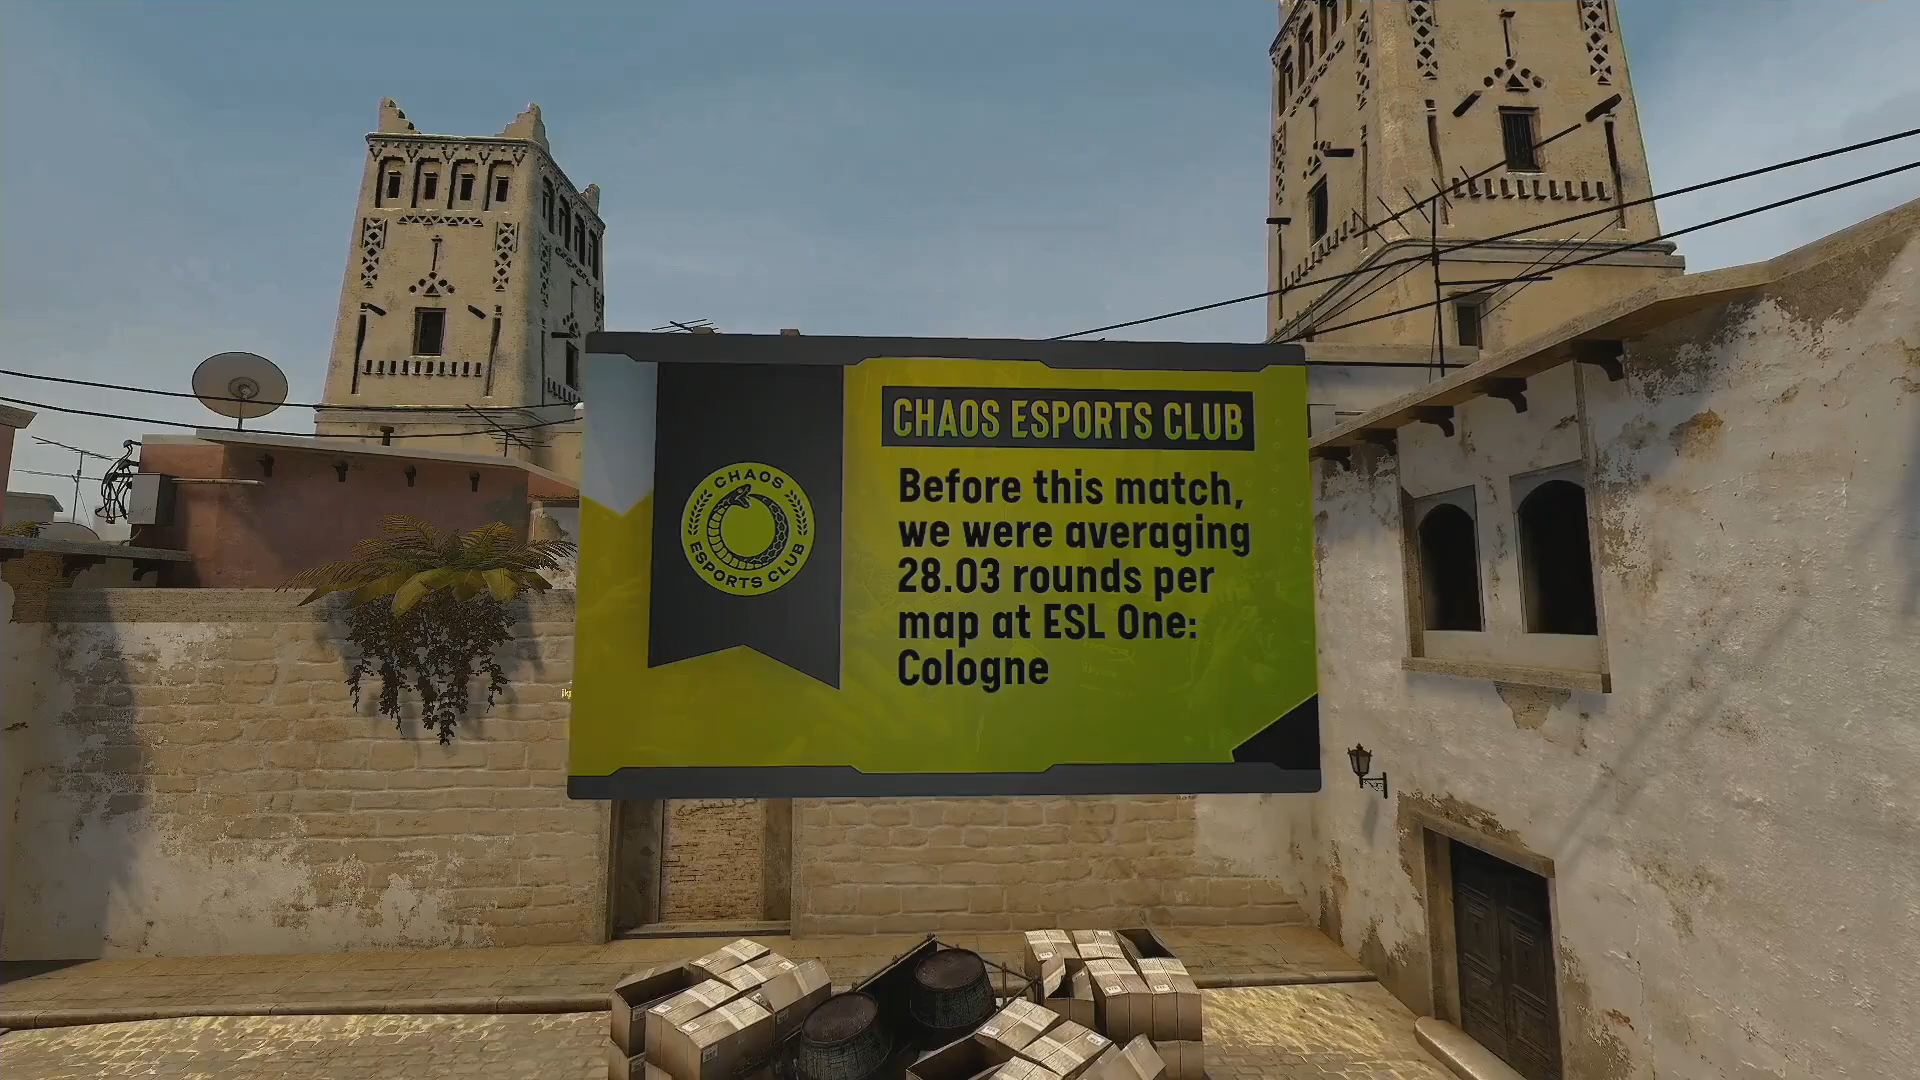 CHAOS ESPORTS CLUB
Before this match,
we were averaging
28.03 rounds per
map at ESL One:
Cologne
CHAOS
ESPORTS CLUB